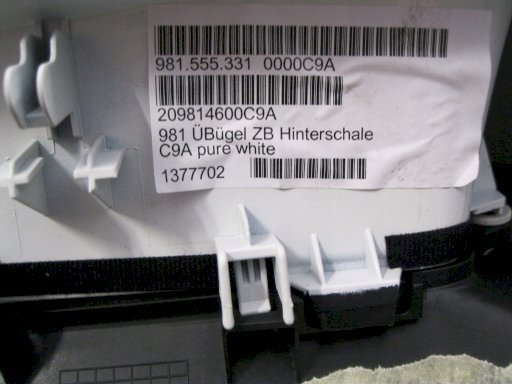 981.555.331 0000C9A
209814600C9A
981 ÜBügel ZB Hinterschale
C9A pure white
1377702